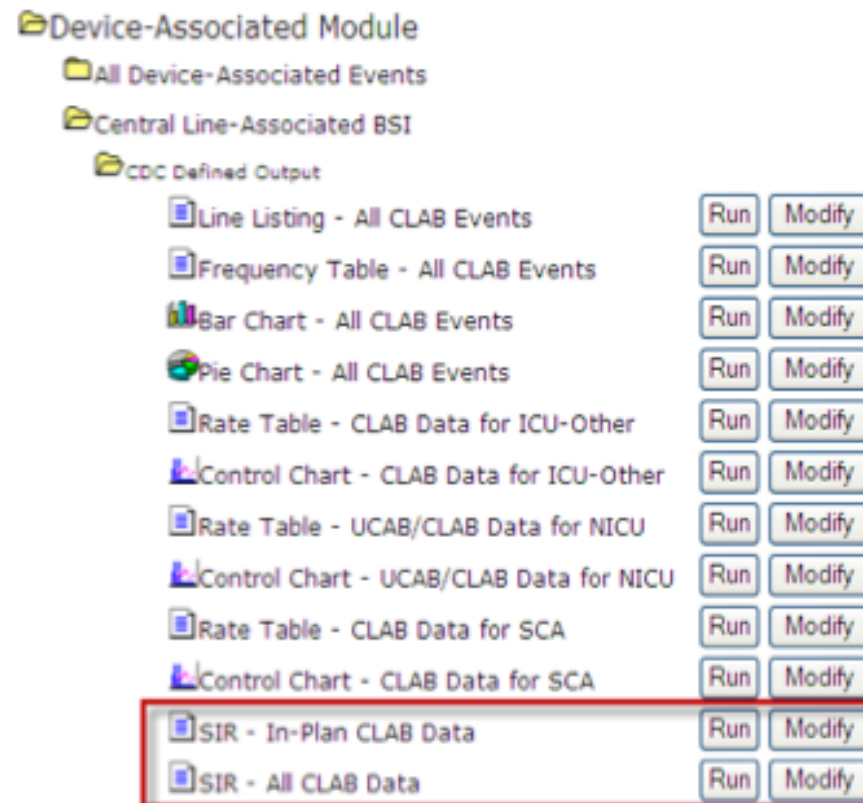 Device-Associated Module
All Device-Associated Events
Central Line-Associated BSI
CDC Defined Output
Line Listing - All CLAB Events Run Modify
Frequency Table - All CLAB Events Run Modify
Bar Chart - All CLAB Events Run Modify
Pie Chart - All CLAB Events Run Modify
Rate Table - CLAB Data for ICU-Other Run Modify
Control Chart - CLAB Data for ICU-Other Run Modify
Rate Table - UCAB/CLAB Data for NICU Run Modify
Control Chart - UCAB/CLAB Data for NICU Run Modify
Rate Table - CLAB Data for SCA Run Modify
Control Chart - CLAB Data for SCA Run Modify
SIR - In-Plan CLAB Data Run Modify
SIR - All CLAB Data Run Modify